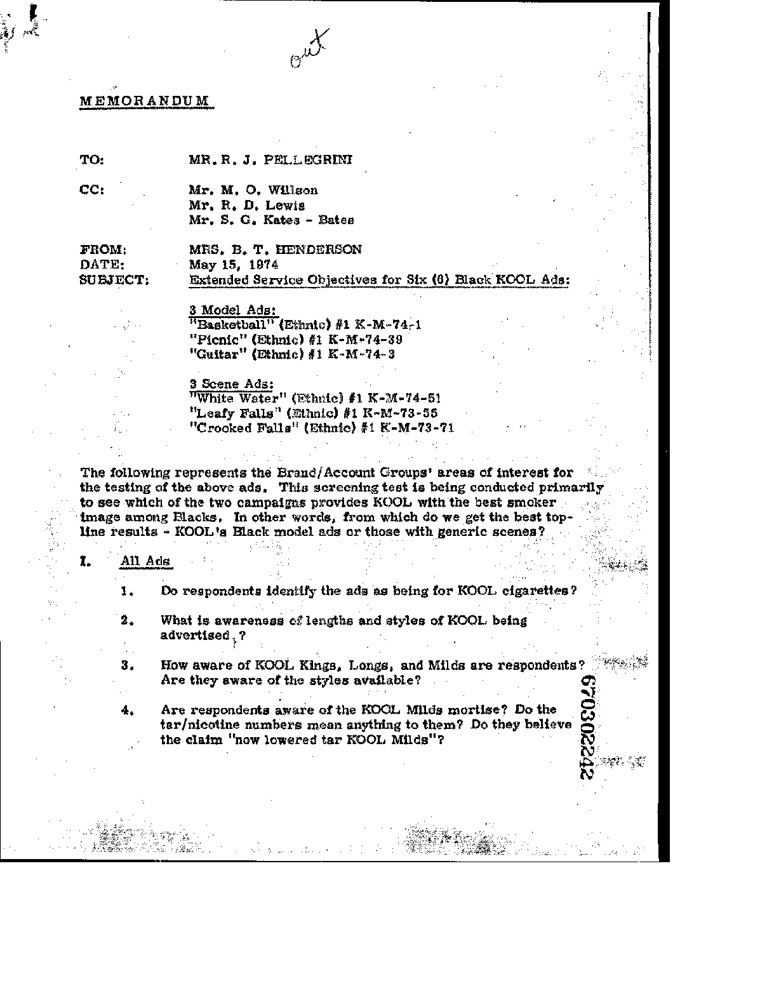 out
MEMORANDUM
TO: MR. R. J. PELLEGRINI
CC: Mr. M. O. Willson
Mr. R. D. Lewis
Mr. S. G. Kates - Bates
FROM: MRS. B. T. HENDERSON
DATE: May 15, 1974
SUBJECT: Extended Service Objectives for Six (6) Black KOOL Ads:
3 Model Ads:
"Basketball" (Ethnic) #1 K-M-74-1
"Picnic" (Ethnic) #1 K-M-74-39
"Guitar" (Ethnic) #1 K-M-74-3
3 Scene Ads:
"White Water" (Ethnic) #1 K-M-74-51
"Leafy Falls" (Ethnic) #1 K-M-73-55
"Crooked Falls" (Ethnic) #1 K-M-73-71
The following represents the Brand/Account Groups' areas of interest for
the testing of the above ads. This screening test is being conducted primarily
to see which of the two campaigns provides KOOL with the best smoker
image among Blacks. In other words, from which do we get the best top-
line results - KOOL's Black model ads or those with generic scenes?
I. All Ads
1. Do respondents identify the ads as being for KOOL cigarettes?
2. What is awareness of lengths and styles of KOOL being
advertised?
3. How aware of KOOL Kings, Longs, and Milds are respondents?
Are they aware of the styles available?
4. Are respondents aware of the KOOL Milds mortise? Do the
tar/nicotine numbers mean anything to them? Do they believe
the claim "now lowered tar KOOL Milds"?
670302242